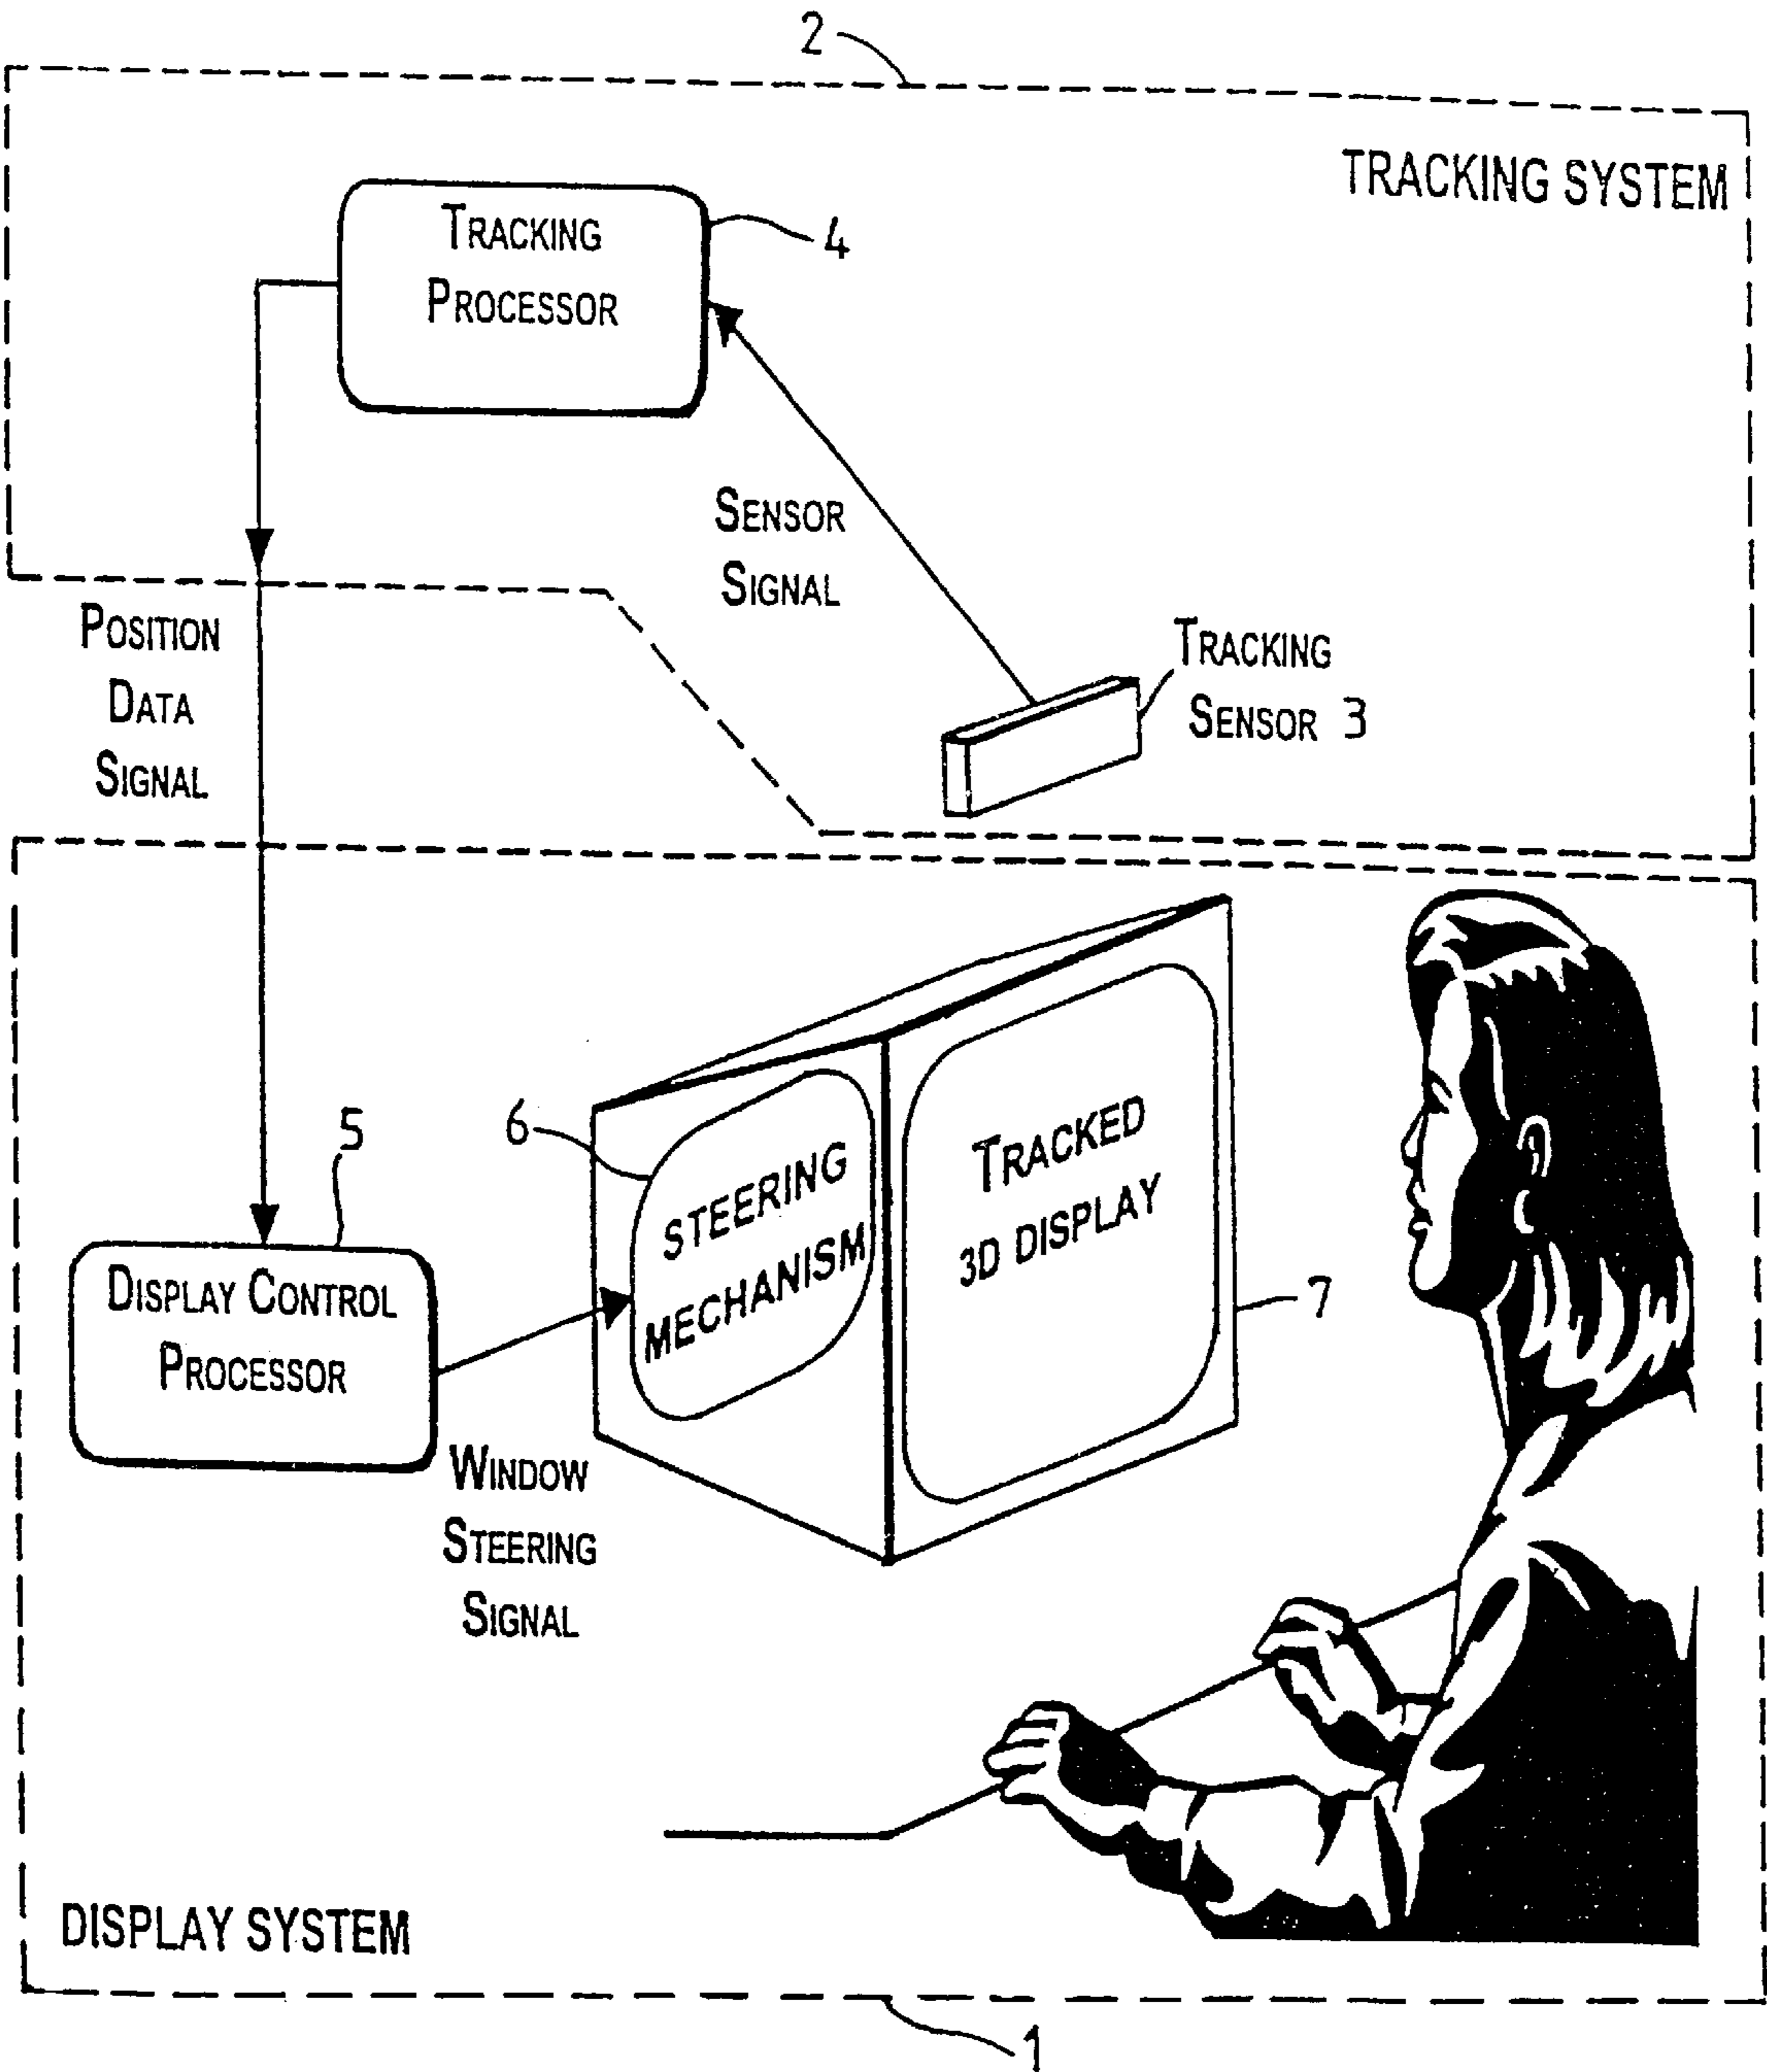 2
TRACKING SYSTEM
TRACKING
PROCESSOR
4
SENSOR
SIGNAL
POSITION
DATA
SIGNAL
TRACKING
SENSOR 3
5
DISPLAY CONTROL
PROCESSOR
6
STEERING
MECHANISM
TRACKED
3D DISPLAY
7
WINDOW
STEERING
SIGNAL
DISPLAY SYSTEM
1